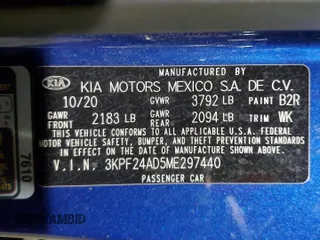 MANUFACTURED BY
KIA KIA MOTORS MEXICO S.A. DE C.V.
10/20 GVWR 3792 LB PAINT B2R
GAWR FRONT 2183 LB GAWR REAR 2094 LB TRIM WK
THIS VEHICLE CONFORMS TO ALL APPLICABLE FEDERAL
MOTOR VEHICLE SAFETY, BUMPER, AND THEFT PREVENTION STANDARDS
IN EFFECT ON THE DATE OF MANUFACTURE SHOWN ABOVE.
V.I.N. 3KPF24AD5ME297440
PASSENGER CAR
7610